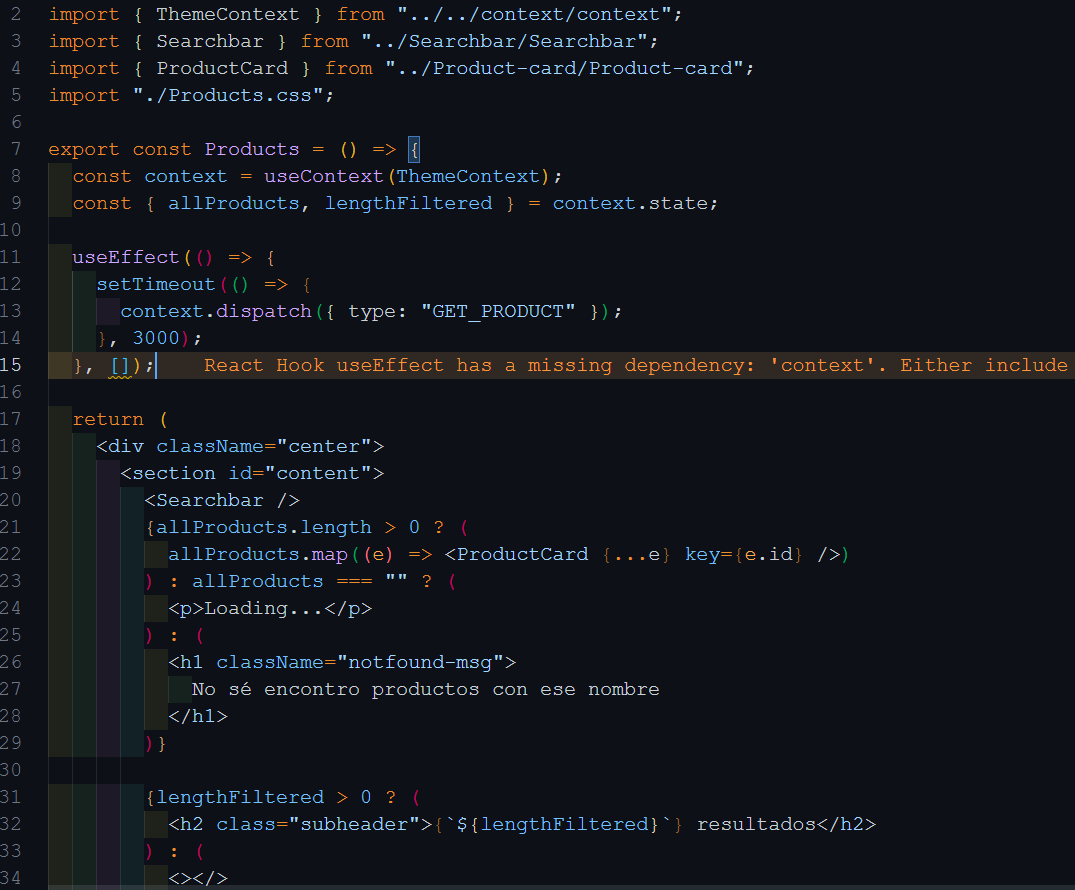 2 import { ThemeContext } from "../../context/context";
3 import { Searchbar } from "../Searchbar/Searchbar";
4 import { ProductCard } from "../Product-card/Product-card";
5 import "./Products.css";
6
7 export const Products = () => {
8   const context = useContext(ThemeContext);
9   const { allProducts, lengthFiltered } = context.state;
10
11   useEffect(() => {
12     setTimeout(() => {
13       context.dispatch({ type: "GET_PRODUCT" });
14     }, 3000);
15   }, []);    React Hook useEffect has a missing dependency: 'context'. Either include
16
17   return (
18     <div className="center">
19       <section id="content">
20         <Searchbar />
21         {allProducts.length > 0 ? (
22           allProducts.map((e) => <ProductCard {...e} key={e.id} />)
23         ) : allProducts === "" ? (
24           <p>Loading...</p>
25         ) : (
26           <h1 className="notfound-msg">
27             No sé encontro productos con ese nombre
28           </h1>
29         )}
30
31         {lengthFiltered > 0 ? (
32           <h2 class="subheader">{`${lengthFiltered}`} resultados</h2>
33         ) : (
34           <></>